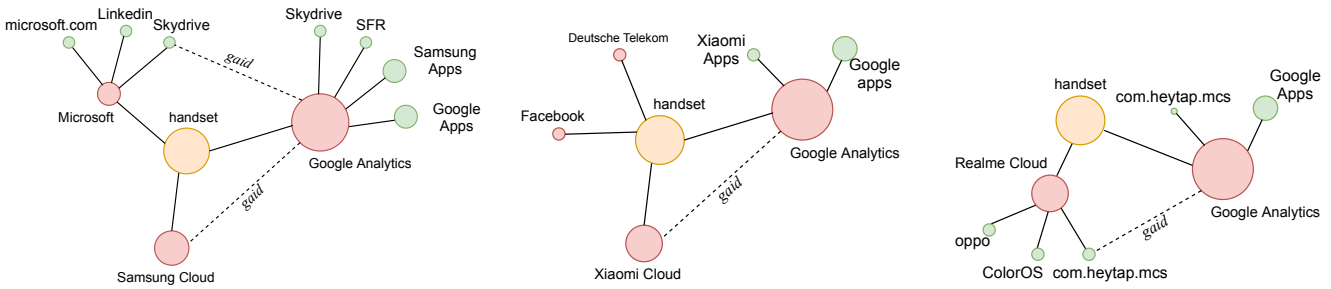 microsoft.com
Linkedin
Skydrive
gaid
Skydrive
SFR
Samsung
Apps
Google
Apps
Microsoft
handset
Google Analytics
gaid
Samsung Cloud
Deutsche Telekom
Xiaomi
Apps
Google
apps
handset
Facebook
Google Analytics
gaid
Xiaomi Cloud
handset
com.heytap.mcs
Google
Apps
Realme Cloud
Google Analytics
gaid
oppo
ColorOS
com.heytap.mcs